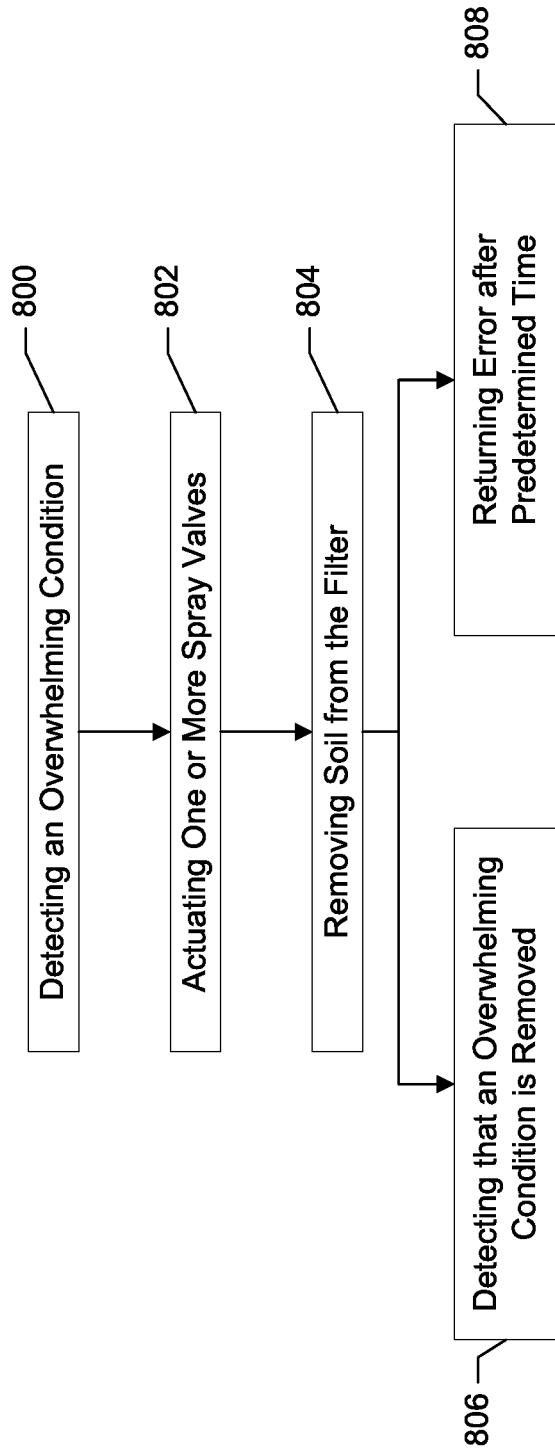 Detecting an Overwhelming Condition
800
Actuating One or More Spray Valves
802
Removing Soil from the Filter
804
Detecting that an Overwhelming
Condition is Removed
806
Returning Error after
Predetermined Time
808